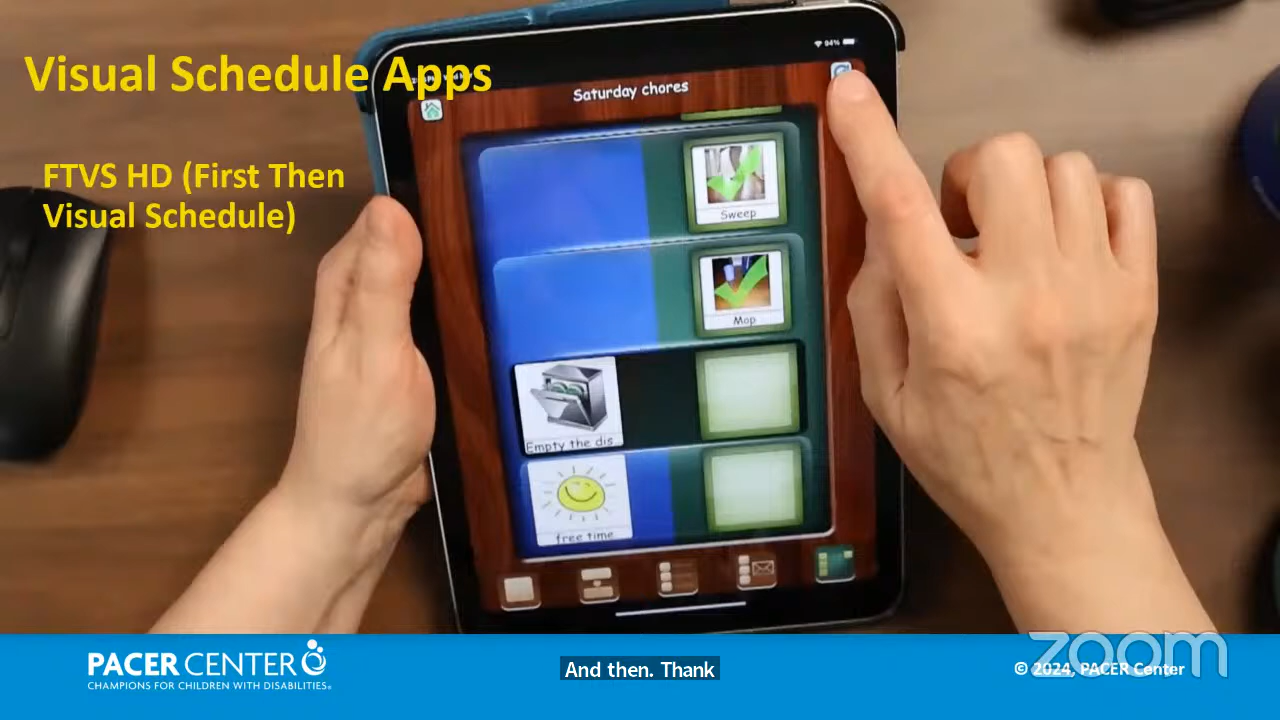 Visual Schedule Apps
FTVS HD (First Then
Visual Schedule)
94%
Saturday chores
Sweep
Mop
Empty the dis
free time
PACER CENTER
CHAMPIONS FOR CHILDREN WITH DISABILITIES®
And then. Thank
© 2024, PACER Center
zoom